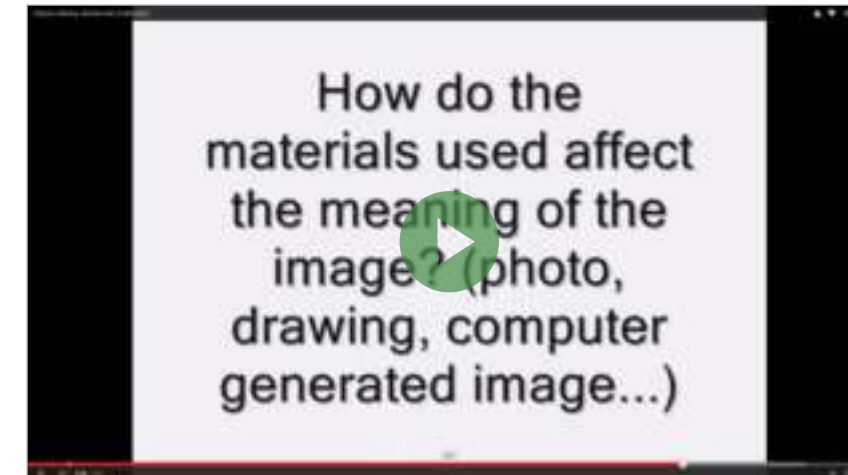 How do the
materials used affect
the meaning of the
image? (photo,
drawing, computer
generated image...)